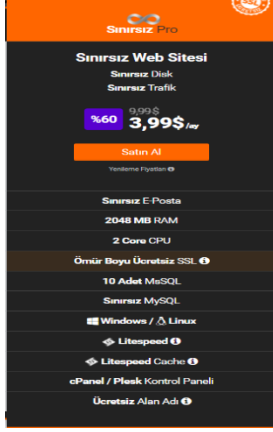 Sınırsız Pro
Sınırsız Web Sitesi
Sınırsız Disk
Sınırsız Trafik
%60
9,99$
3,99$/ay
Satın Al
Yenileme Fiyatları
Sınırsız E-Posta
2048 MB RAM
2 Core CPU
Ömür Boyu Ücretsiz SSL
10 Adet MsSQL
Sınırsız MySQL
Windows / Linux
Litespeed
Litespeed Cache
cPanel / Plesk Kontrol Paneli
Ücretsiz Alan Adı